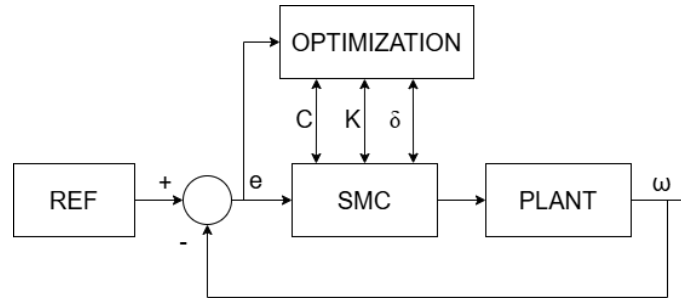 OPTIMIZATION
C K δ
REF + e SMC PLANT ω
-